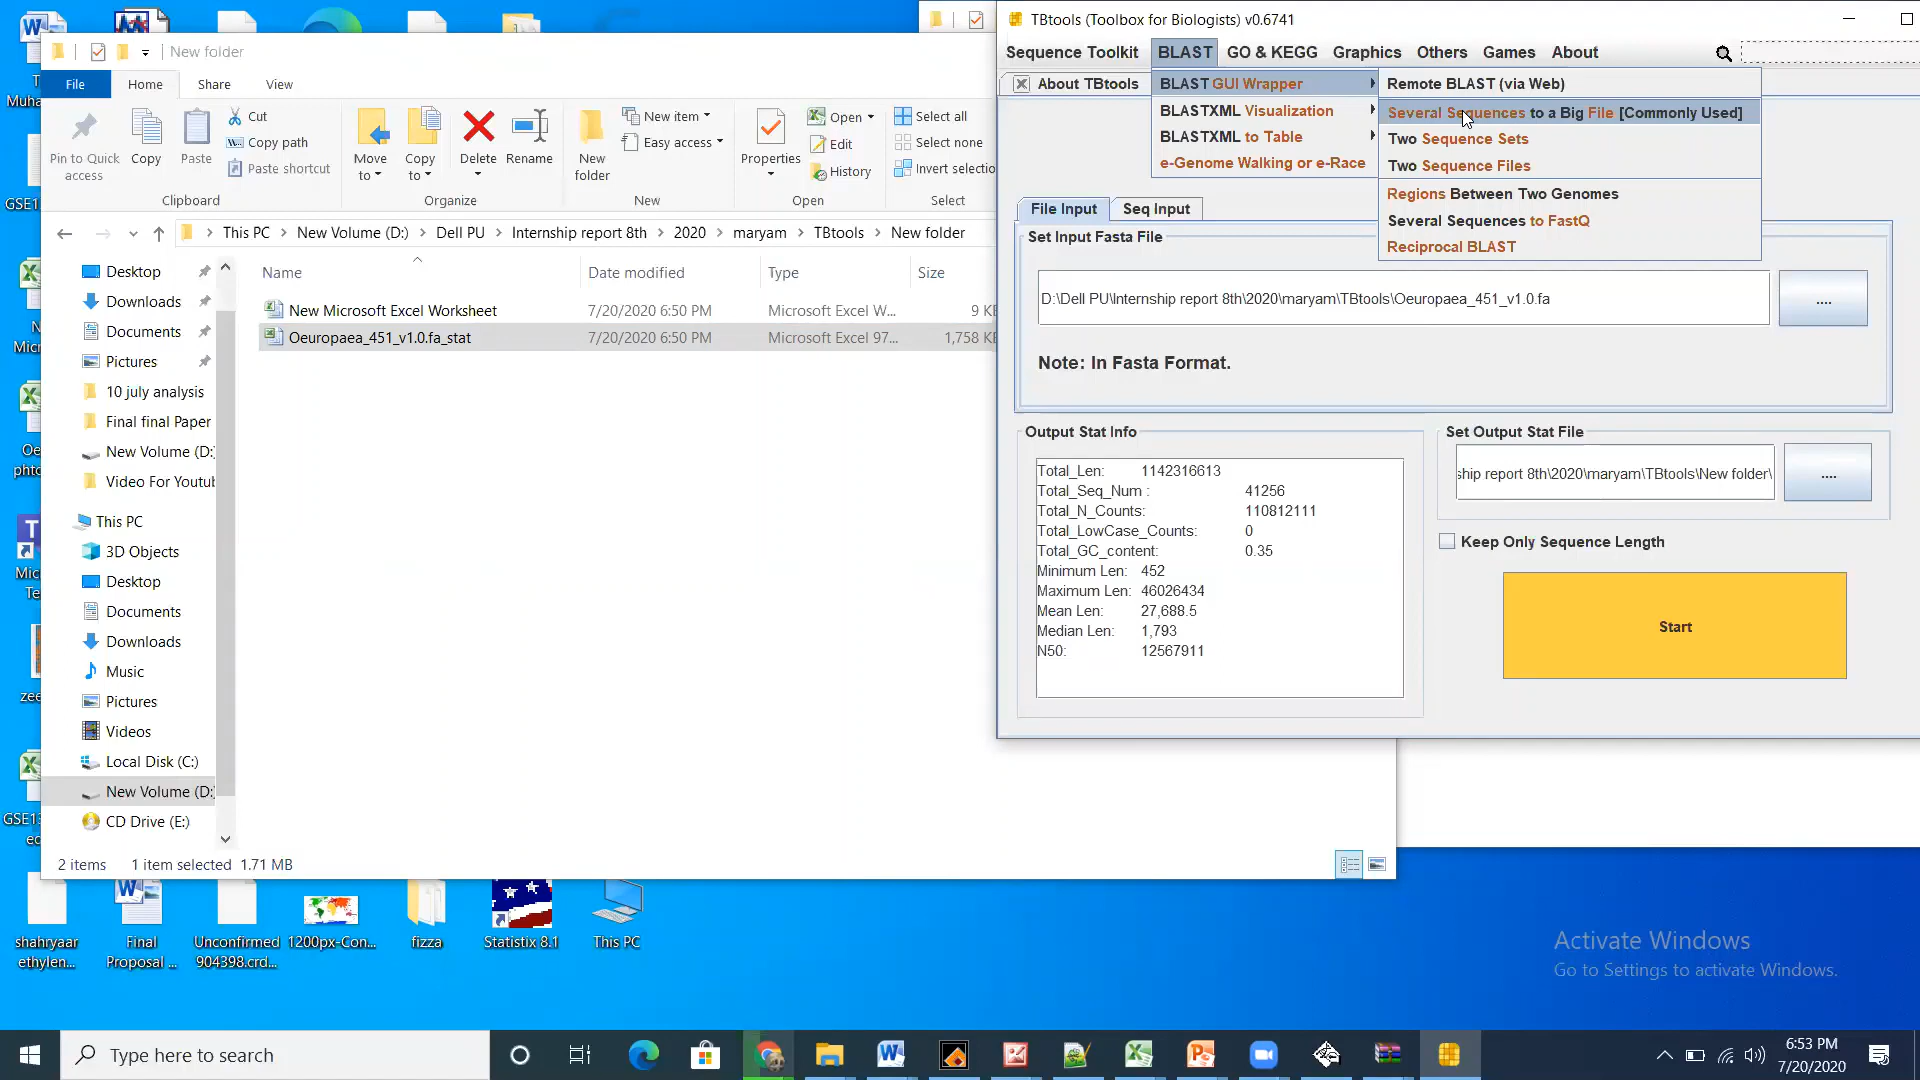 New folder
File
Home
Share
View
Pin to Quick access
Copy
Paste
Cut
Copy path
Paste shortcut
Clipboard
Move to
Copy to
Delete
Rename
Organize
New folder
New item
Easy access
New
Properties
Open
Edit
History
Open
Select all
Select none
Invert selectio
Select
This PC > New Volume (D:) > Dell PU > Internship report 8th > 2020 > maryam > TBtools > New folder
Name
Date modified
Type
Size
New Microsoft Excel Worksheet
7/20/2020 6:50 PM
Microsoft Excel W...
9 K
Oeuropaea_451_v1.0.fa_stat
7/20/2020 6:50 PM
Microsoft Excel 97...
1,758 K
Desktop
Downloads
Documents
Pictures
10 july analysis
Final final Paper
New Volume (D:)
Video For Youtub
This PC
3D Objects
Desktop
Documents
Downloads
Music
Pictures
Videos
Local Disk (C:)
New Volume (D:)
CD Drive (E:)
2 items
1 item selected 1.71 MB
TBtools (Toolbox for Biologists) v0.6741
Sequence Toolkit
BLAST
GO & KEGG
Graphics
Others
Games
About
About TBtools
BLAST GUI Wrapper
BLASTXML Visualization
BLASTXML to Table
e-Genome Walking or e-Race
Remote BLAST (via Web)
Several Sequences to a Big File [Commonly Used]
Two Sequence Sets
Two Sequence Files
Regions Between Two Genomes
Several Sequences to FastQ
Reciprocal BLAST
File Input
Seq Input
Set Input Fasta File
D:\Dell PU\Internship report 8th\2020\maryam\TBtools\Oeuropaea_451_v1.0.fa
....
Note: In Fasta Format.
Output Stat Info
Total_Len: 1142316613
Total_Seq_Num : 41256
Total_N_Counts: 110812111
Total_LowCase_Counts: 0
Total_GC_content: 0.35
Minimum Len: 452
Maximum Len: 46026434
Mean Len: 27,688.5
Median Len: 1,793
N50: 12567911
Set Output Stat File
ship report 8th\2020\maryam\TBtools\New folder\
....
Keep Only Sequence Length
Start
Muha
GSE1
Micr
Oe
phto
Mic
Te
zee
GSE13
ed
shahryaar ethylen...
Final Proposal ...
Unconfirmed 904398.crd...
1200px-Con...
fizza
Statistix 8.1
This PC
Activate Windows
Go to Settings to activate Windows.
Type here to search
6:53 PM
7/20/2020